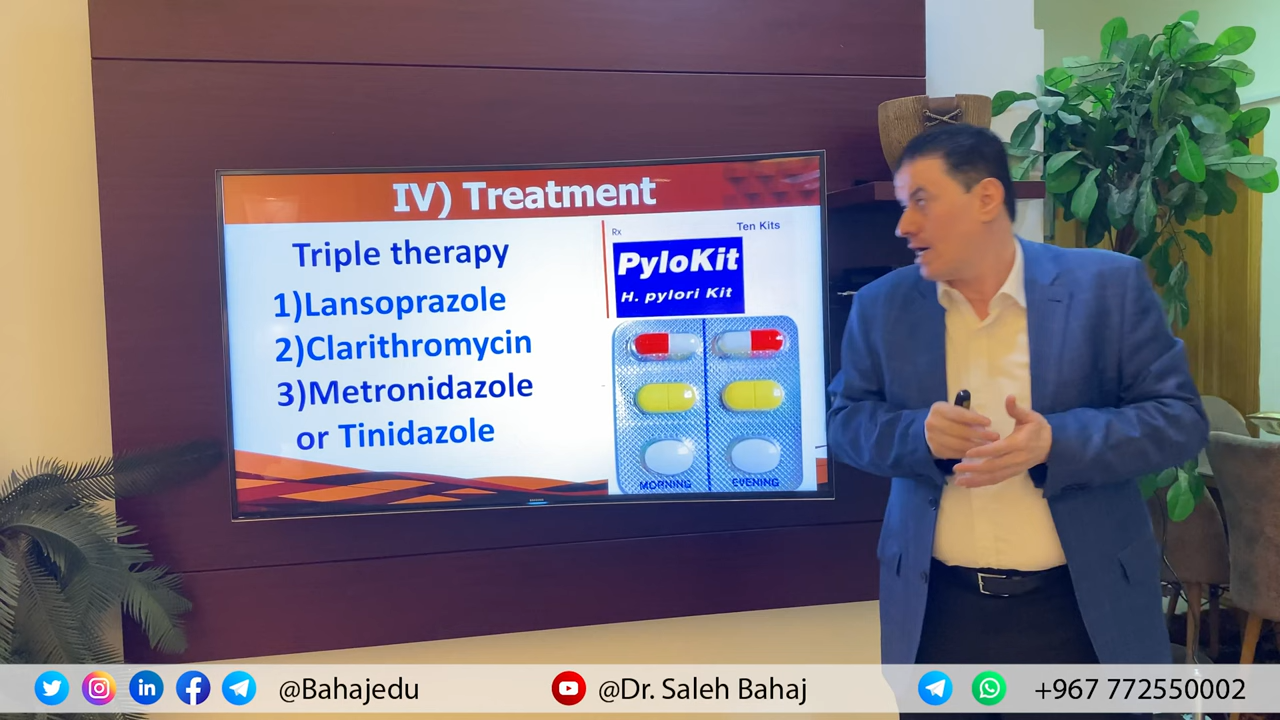 IV) Treatment
Triple therapy
1)Lansoprazole
2)Clarithromycin
3)Metronidazole
or Tinidazole
Rx
Ten Kits
PyloKit
H. pylori Kit
MORNING
EVENING
@Bahajedu
@Dr. Saleh Bahaj
+967 772550002